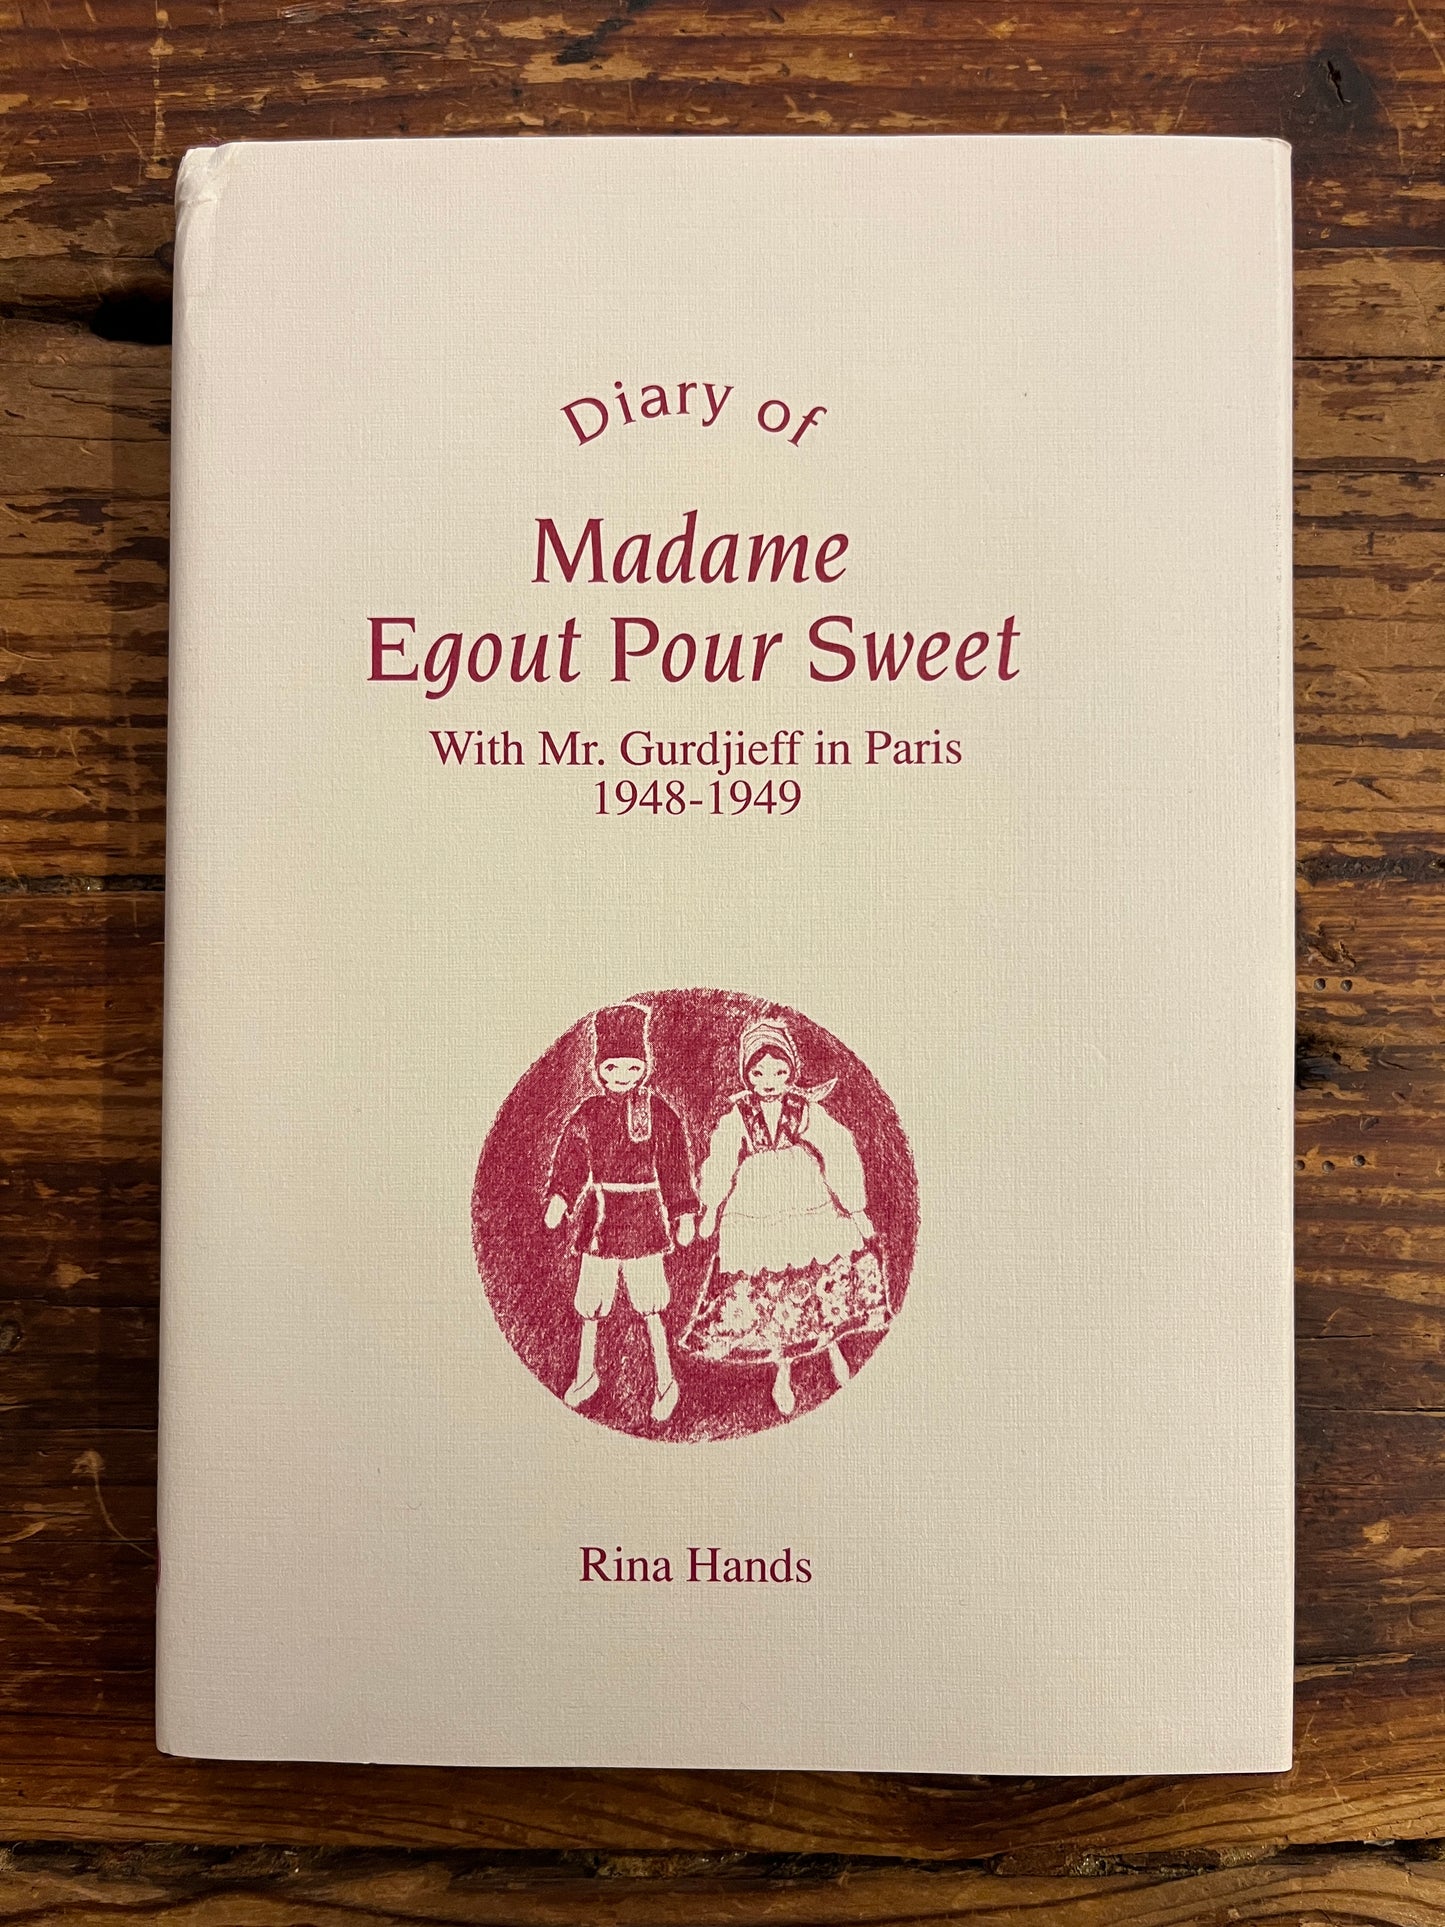 Diary of
Madame
Egout Pour Sweet
With Mr. Gurdjieff in Paris
1948-1949
Rina Hands